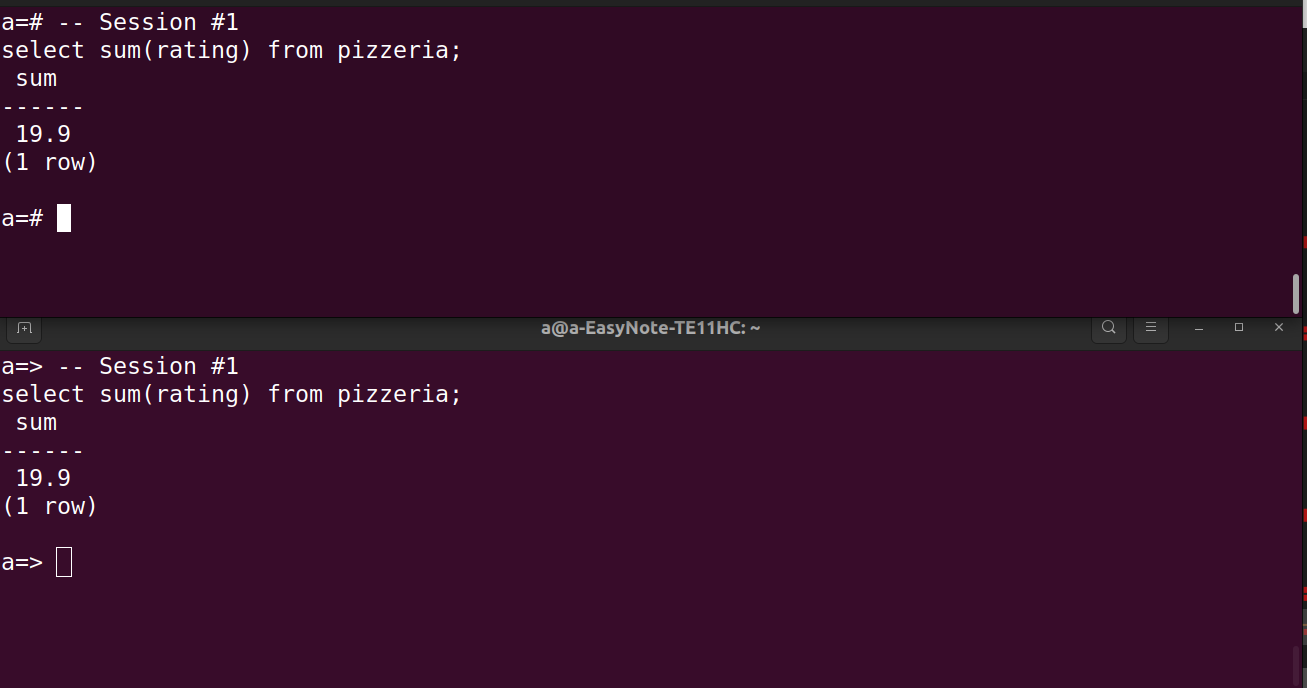 a=# -- Session #1
select sum(rating) from pizzeria;
 sum
------
 19.9
(1 row)
a=#
a@a-EasyNote-TE11HC: ~
a=> -- Session #1
select sum(rating) from pizzeria;
 sum
------
 19.9
(1 row)
a=>